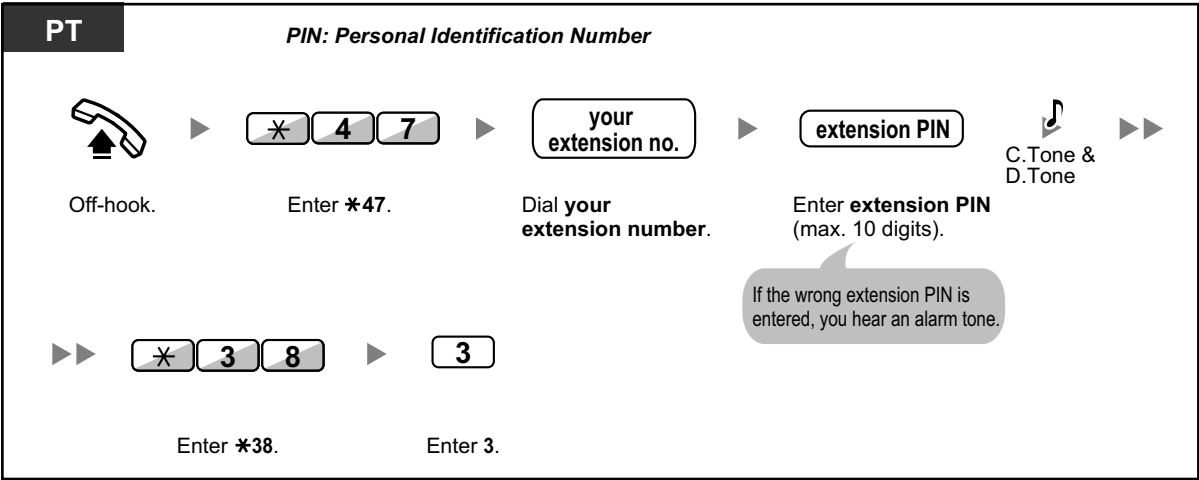 PT
PIN: Personal Identification Number
✳ 4 7
your
extension no.
extension PIN
C.Tone &
D.Tone
Off-hook.
Enter ✳47.
Dial your
extension number.
Enter extension PIN
(max. 10 digits).
If the wrong extension PIN is
entered, you hear an alarm tone.
✳ 3 8
3
Enter ✳38.
Enter 3.